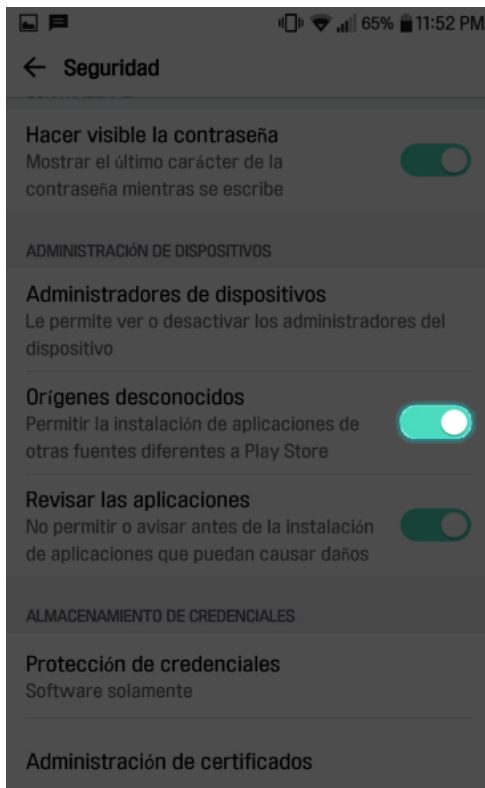 65% 11:52 PM
Seguridad
Hacer visible la contraseña
Mostrar el último carácter de la
contraseña mientras se escribe
ADMINISTRACIÓN DE DISPOSITIVOS
Administradores de dispositivos
Le permite ver o desactivar los administradores del
dispositivo
Orígenes desconocidos
Permitir la instalación de aplicaciones de
otras fuentes diferentes a Play Store
Revisar las aplicaciones
No permitir o avisar antes de la instalación
de aplicaciones que puedan causar daños
ALMACENAMIENTO DE CREDENCIALES
Protección de credenciales
Software solamente
Administración de certificados